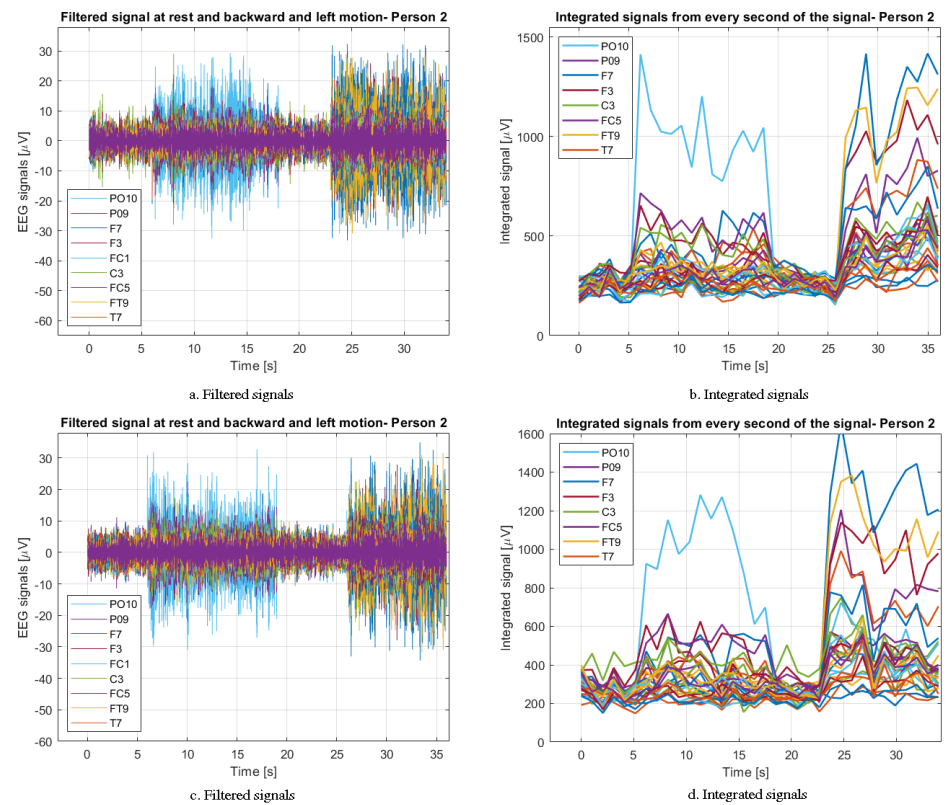 Filtered signal at rest and backward and left motion- Person 2
EEG signals [μV]
30
20
10
0
-10
-20
-30
-40
-50
-60
PO10
P09
F7
F3
FC1
C3
FC5
FT9
T7
0
5
10
15
20
25
30
Time [s]
a. Filtered signals
Integrated signals from every second of the signal- Person 2
Integrated signal [μV]
1500
1000
500
0
PO10
P09
F7
F3
C3
FC5
FT9
T7
0
5
10
15
20
25
30
35
Time [s]
b. Integrated signals
Filtered signal at rest and backward and left motion- Person 2
EEG signals [μV]
30
20
10
0
-10
-20
-30
-40
-50
-60
PO10
P09
F7
F3
FC1
C3
FC5
FT9
T7
0
5
10
15
20
25
30
35
Time [s]
c. Filtered signals
Integrated signals from every second of the signal- Person 2
Integrated signal [μV]
1600
1400
1200
1000
800
600
400
200
0
PO10
P09
F7
F3
C3
FC5
FT9
T7
0
5
10
15
20
25
30
Time [s]
d. Integrated signals